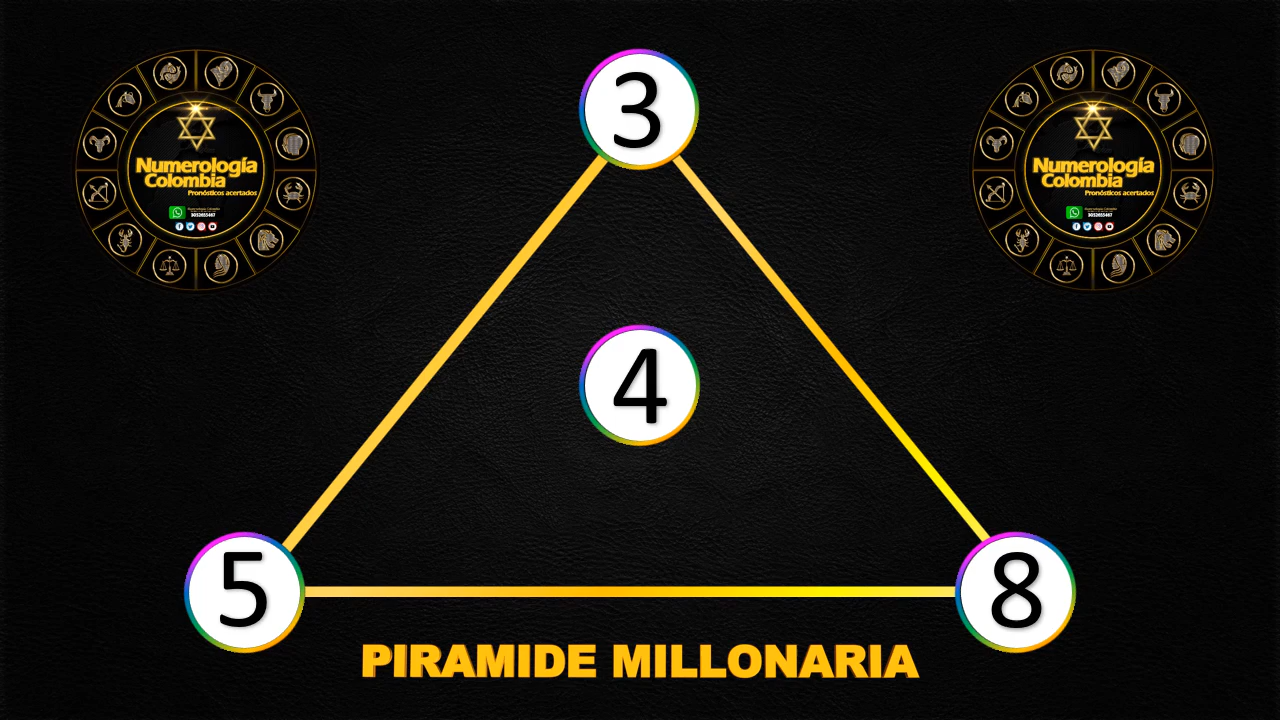 3
Numerología
Colombia
Pronósticos acertados
Numerología
Colombia
Pronósticos acertados
4
5
8
PIRAMIDE MILLONARIA